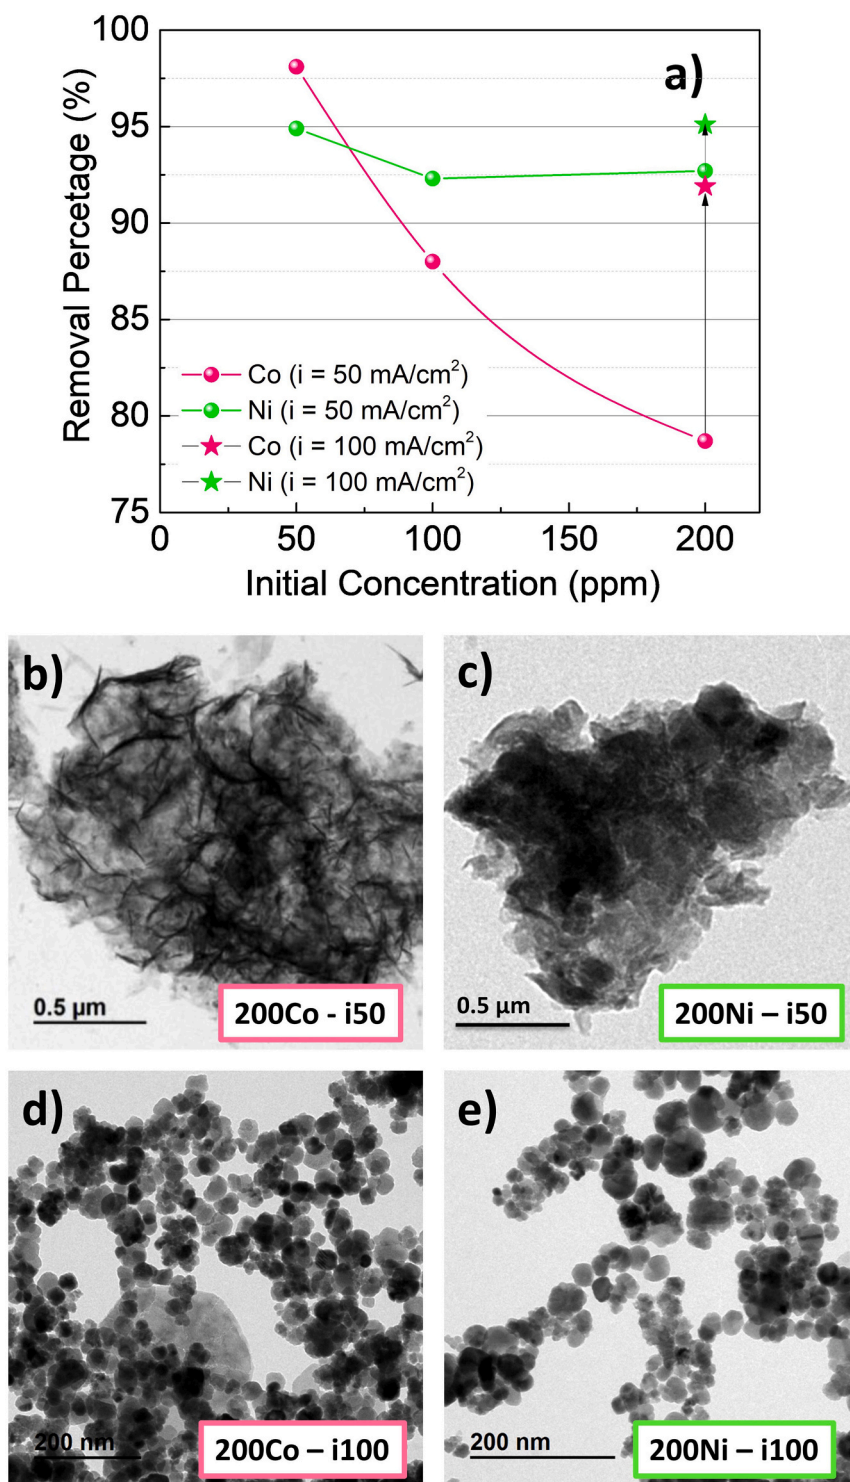 100
95
90
85
80
75
Removal Percetage (%)
a)
Co (i = 50 mA/cm²)
Ni (i = 50 mA/cm²)
Co (i = 100 mA/cm²)
Ni (i = 100 mA/cm²)
0 50 100 150 200
Initial Concentration (ppm)
b)
0.5 µm
200Co - i50
c)
0.5 µm
200Ni – i50
d)
200 nm
200Co – i100
e)
200 nm
200Ni – i100